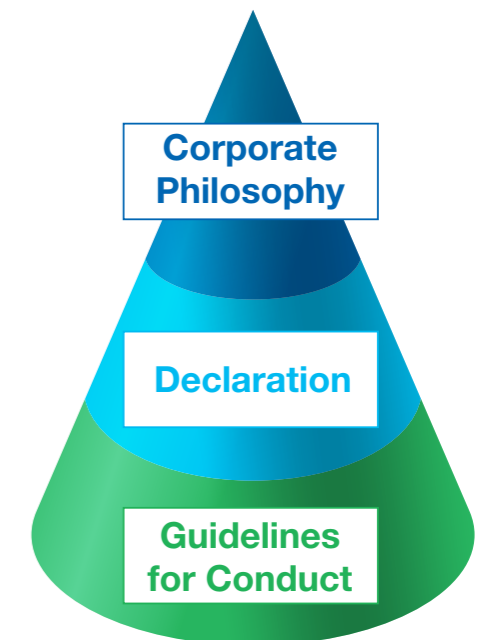 Corporate
Philosophy
Declaration
Guidelines
for Conduct